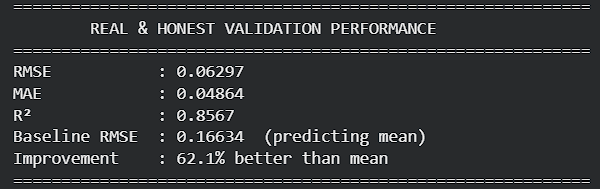 ============================================================
REAL & HONEST VALIDATION PERFORMANCE
============================================================
RMSE : 0.06297
MAE : 0.04864
R² : 0.8567
Baseline RMSE : 0.16634 (predicting mean)
Improvement : 62.1% better than mean
============================================================